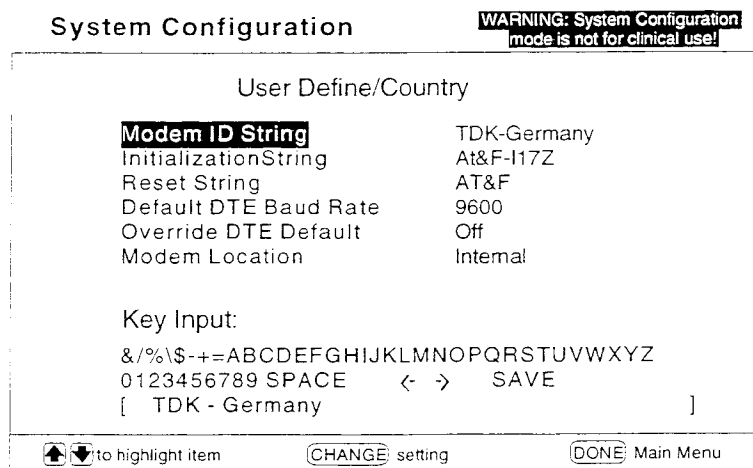 System Configuration
WARNING: System Configuration
mode is not for clinical use!
User Define/Country
Modem ID String TDK-Germany
InitializationString At&F-I17Z
Reset String AT&F
Default DTE Baud Rate 9600
Override DTE Default Off
Modem Location Internal
Key Input:
&/%\$-+=ABCDEFGHIJKLMNOPQRSTUVWXYZ
0123456789 SPACE <- -> SAVE
[ TDK - Germany ]
to highlight item CHANGE setting DONE Main Menu